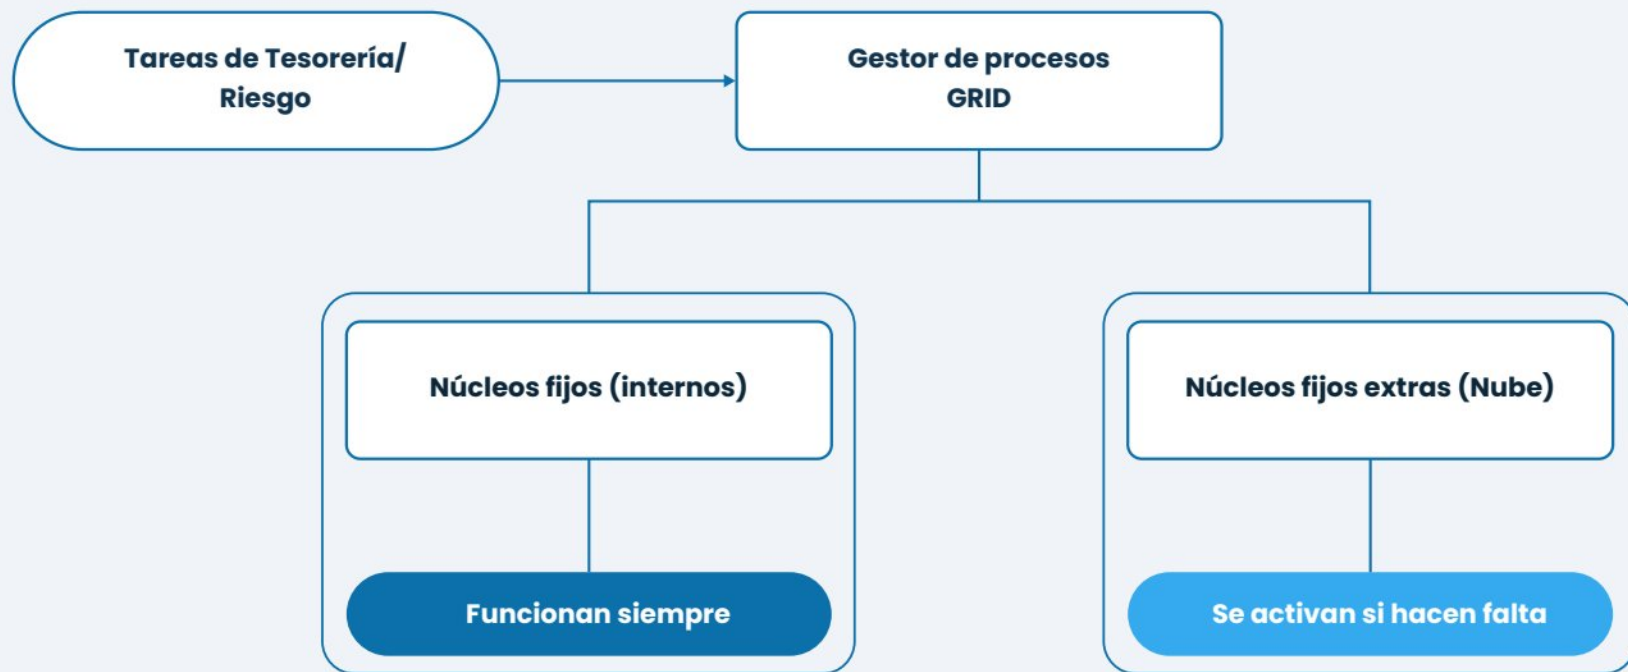 Tareas de Tesorería/
Riesgo
Gestor de procesos
GRID
Núcleos fijos (internos)
Núcleos fijos extras (Nube)
Funcionan siempre
Se activan si hacen falta